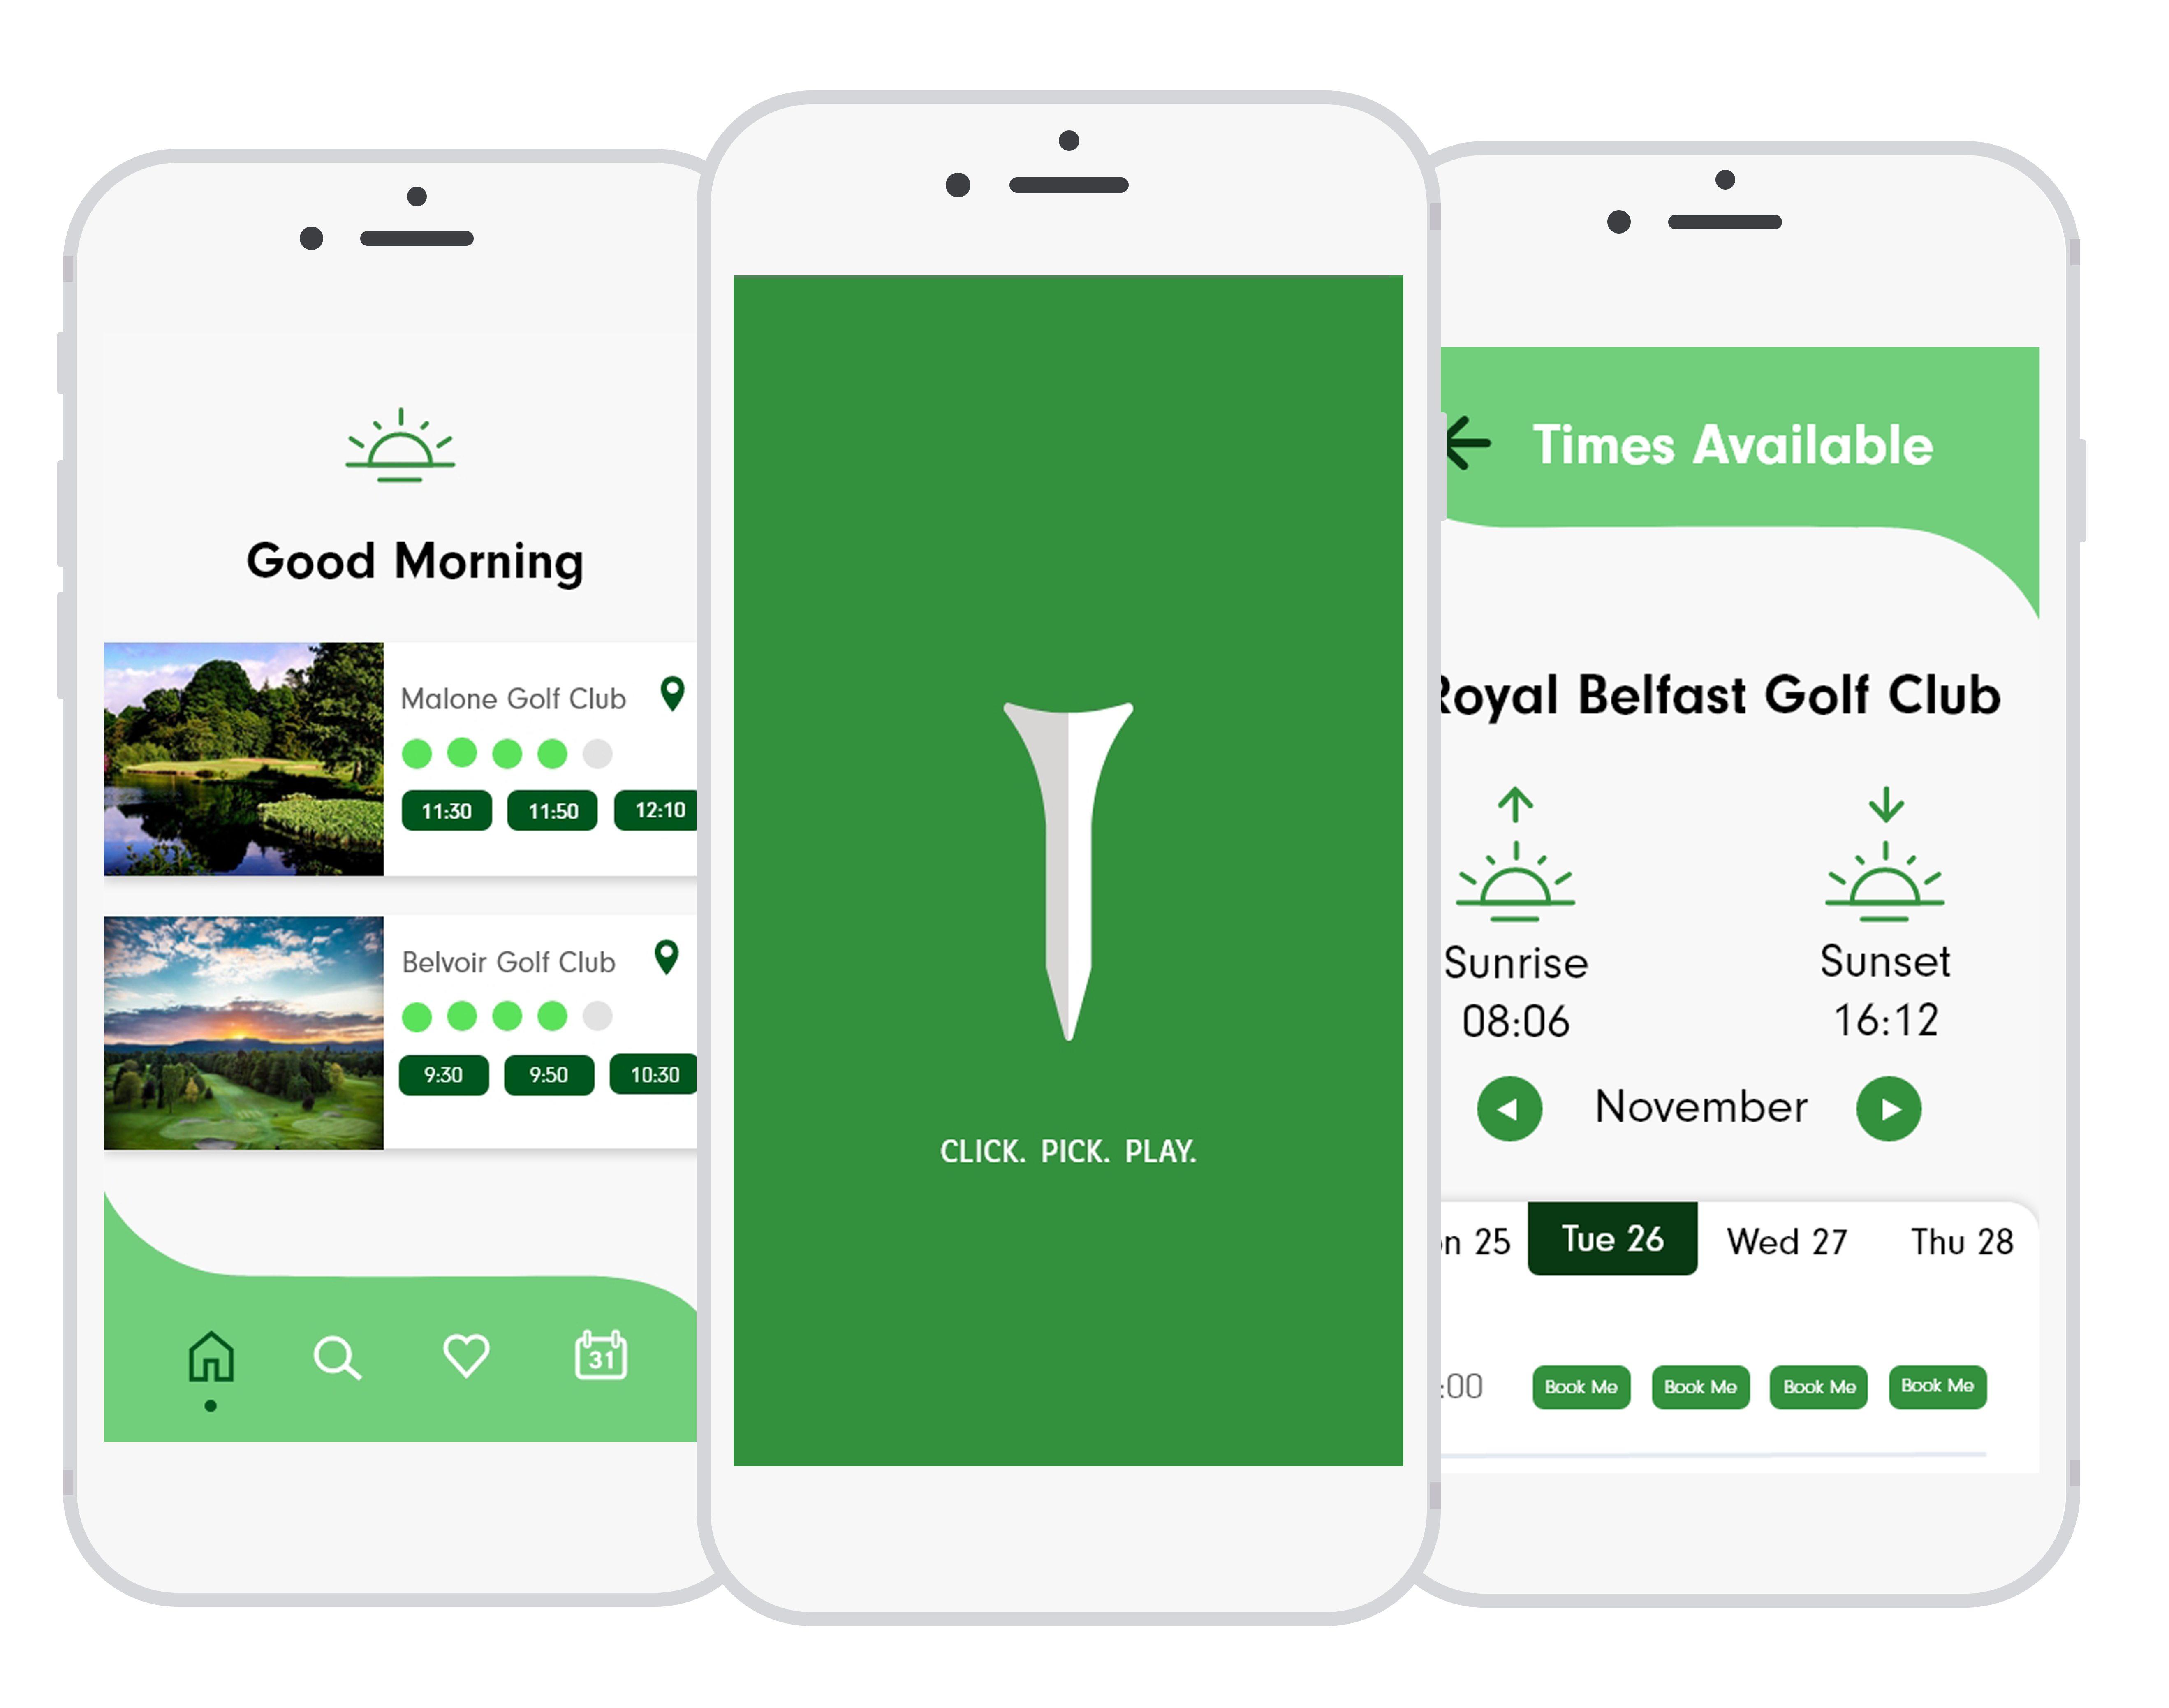 Good Morning
Malone Golf Club
11:30 11:50 12:10
Belvoir Golf Club
9:30 9:50 10:30
31
CLICK. PICK. PLAY.
Times Available
Royal Belfast Golf Club
Sunrise Sunset
08:06 16:12
November
25 Tue 26 Wed 27 Thu 28
:00 Book Me Book Me Book Me Book Me